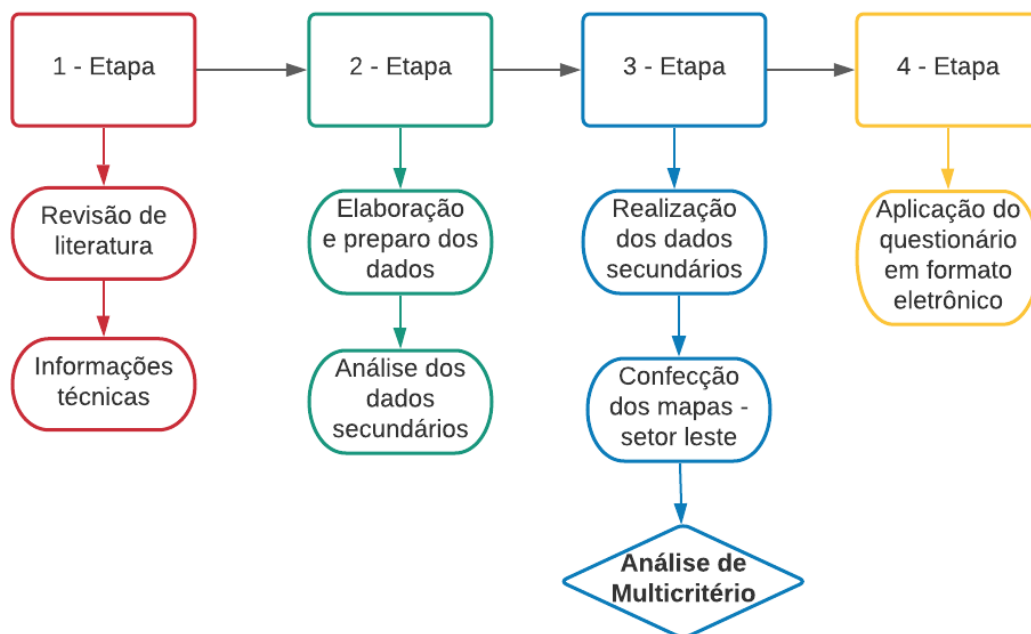 1 - Etapa
2 - Etapa
3 - Etapa
4 - Etapa
Revisão de
literatura
Informações
técnicas
Elaboração
e preparo dos
dados
Análise dos
dados
secundários
Realização
dos dados
secundários
Confecção
dos mapas -
setor leste
Análise de
Multicritério
Aplicação do
questionário
em formato
eletrônico